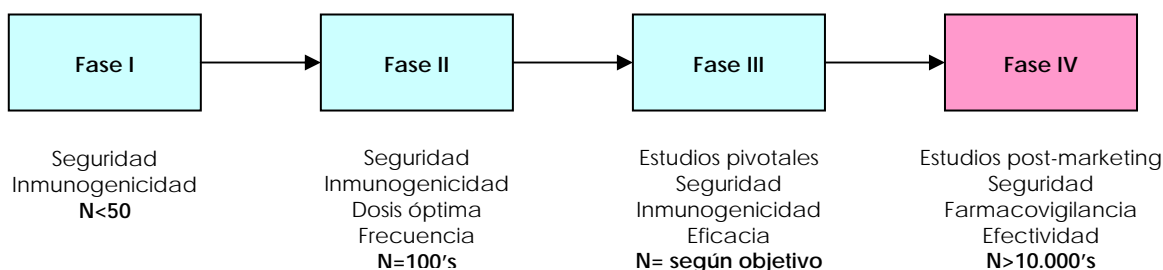 Fase I
Fase II
Fase III
Fase IV
Seguridad
Inmunogenicidad
N<50
Seguridad
Inmunogenicidad
Dosis óptima
Frecuencia
N=100's
Estudios pivotales
Seguridad
Inmunogenicidad
Eficacia
N= según objetivo
Estudios post-marketing
Seguridad
Farmacovigilancia
Efectividad
N>10.000's